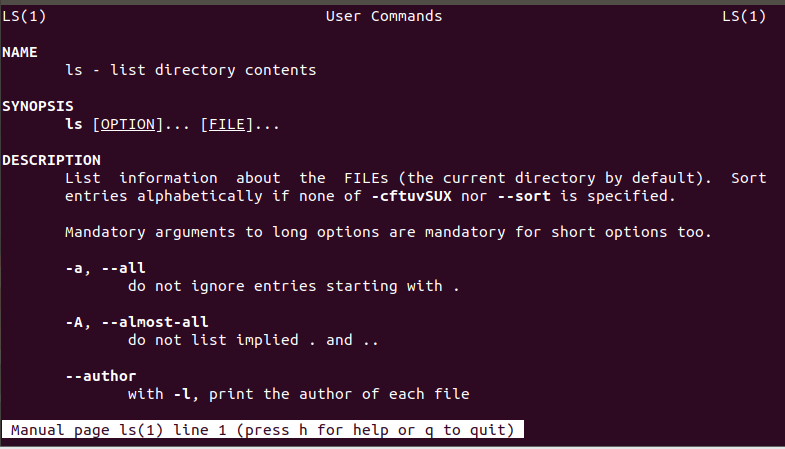 LS(1) User Commands LS(1)
NAME
ls - list directory contents
SYNOPSIS
ls [OPTION]... [FILE]...
DESCRIPTION
List information about the FILEs (the current directory by default). Sort
entries alphabetically if none of -cftuvSUX nor --sort is specified.
Mandatory arguments to long options are mandatory for short options too.
-a, --all
do not ignore entries starting with .
-A, --almost-all
do not list implied . and ..
--author
with -l, print the author of each file
Manual page ls(1) line 1 (press h for help or q to quit)